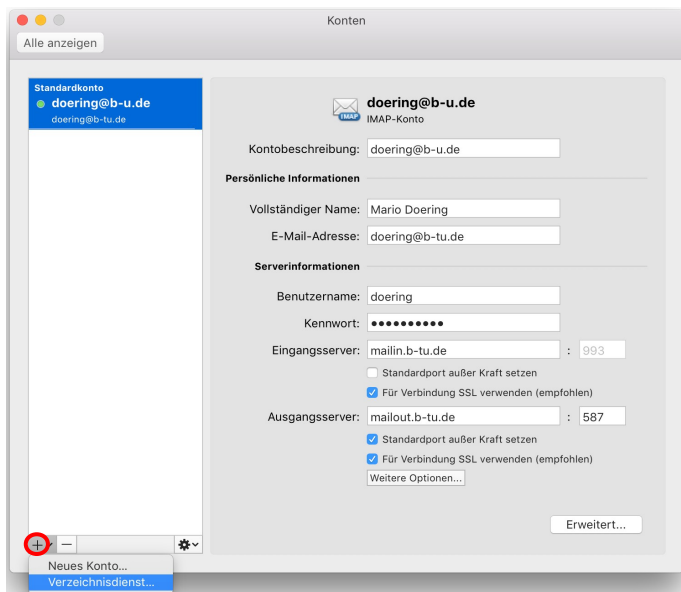 Konten
Alle anzeigen
Standardkonto
doering@b-u.de
doering@b-tu.de
IMAP
doering@b-u.de
IMAP-Konto
Kontobeschreibung: doering@b-u.de
Persönliche Informationen
Vollständiger Name: Mario Doering
E-Mail-Adresse: doering@b-tu.de
Serverinformationen
Benutzername: doering
Kennwort: ●●●●●●●●●●
Eingangsserver: mailin.b-tu.de : 993
Standardport außer Kraft setzen
Für Verbindung SSL verwenden (empfohlen)
Ausgangsserver: mailout.b-tu.de : 587
Standardport außer Kraft setzen
Für Verbindung SSL verwenden (empfohlen)
Weitere Optionen...
Erweitert...
Neues Konto...
Verzeichnisdienst...